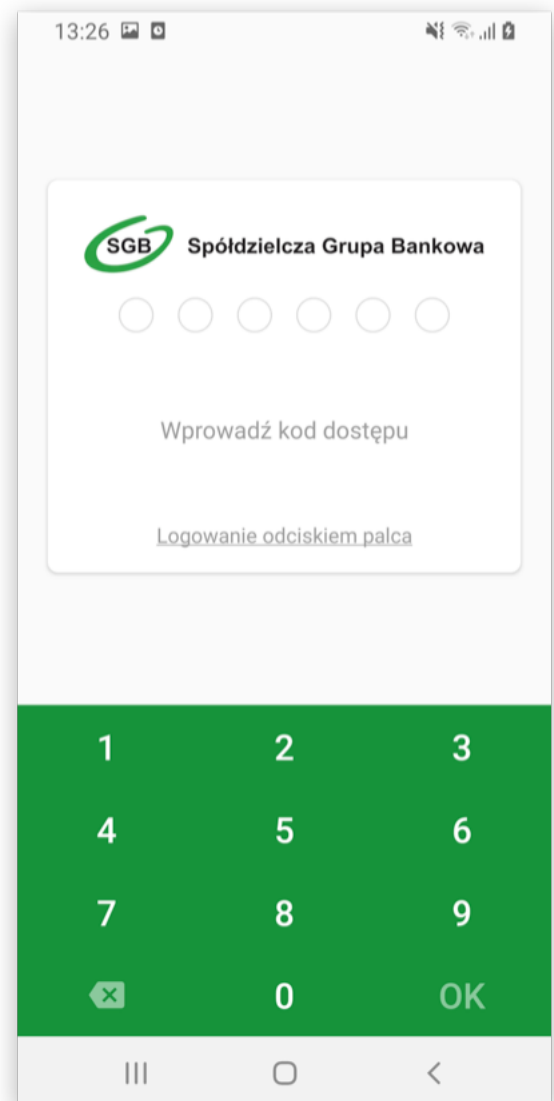 13:26
SGB Spółdzielcza Grupa Bankowa
Wprowadź kod dostępu
Logowanie odciskiem palca
1 2 3
4 5 6
7 8 9
0 OK